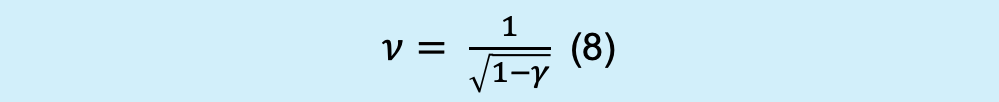 ν = 1/√(1−γ) (8)